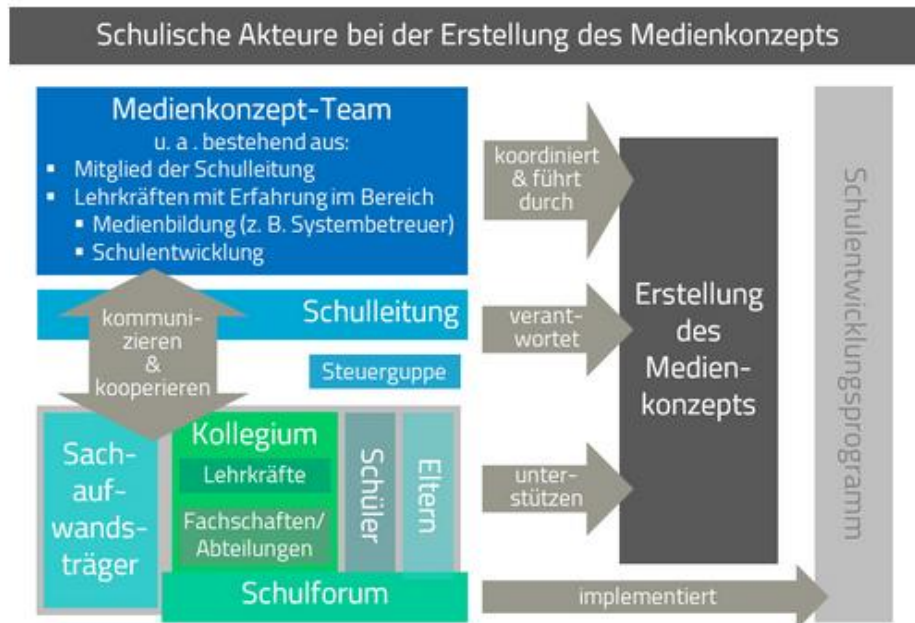 Schulische Akteure bei der Erstellung des Medienkonzepts
Medienkonzept-Team
u. a . bestehend aus:
▪ Mitglied der Schulleitung
▪ Lehrkräften mit Erfahrung im Bereich
▪ Medienbildung (z. B. Systembetreuer)
▪ Schulentwicklung
koordiniert
& führt
durch
Schulleitung
verant-
wortet
kommuni-
zieren
&
kooperieren
Steuergruppe
Sach-
auf-
wands-
träger
Kollegium
Lehrkräfte
Fachschaften/
Abteilungen
Schüler
Eltern
unter-
stützen
Schulforum
implementiert
Erstellung
des
Medien-
konzepts
Schulentwicklungsprogramm